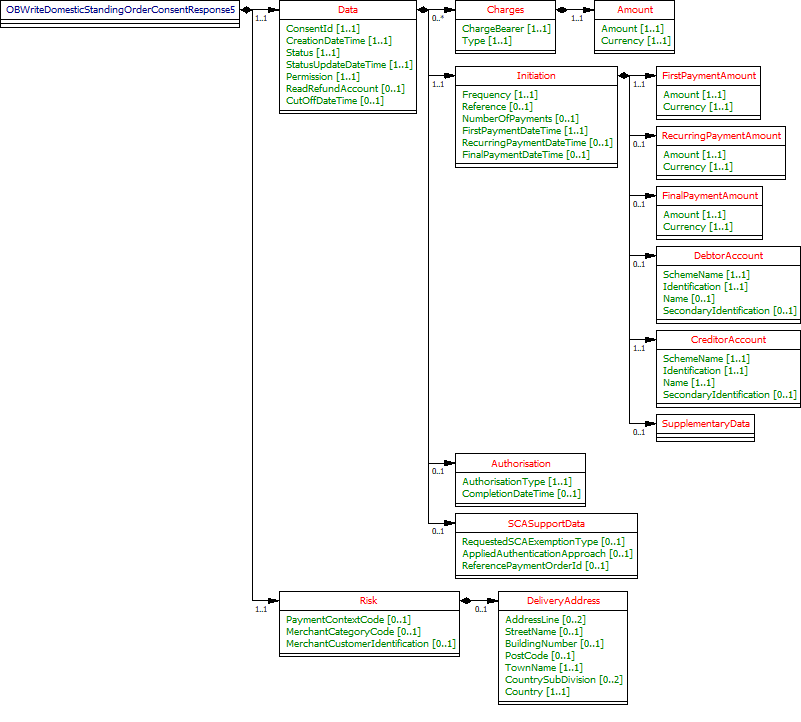 OBWriteDomesticStandingOrderConsentResponse5
1..1
Data
ConsentId [1..1]
CreationDateTime [1..1]
Status [1..1]
StatusUpdateDateTime [1..1]
Permission [1..1]
ReadRefundAccount [0..1]
CutOffDateTime [0..1]
0..*
Charges
ChargeBearer [1..1]
Type [1..1]
1..1
Amount
Amount [1..1]
Currency [1..1]
1..1
Initiation
Frequency [1..1]
Reference [0..1]
NumberOfPayments [0..1]
FirstPaymentDateTime [1..1]
RecurringPaymentDateTime [0..1]
FinalPaymentDateTime [0..1]
1..1
FirstPaymentAmount
Amount [1..1]
Currency [1..1]
0..1
RecurringPaymentAmount
Amount [1..1]
Currency [1..1]
0..1
FinalPaymentAmount
Amount [1..1]
Currency [1..1]
0..1
DebtorAccount
SchemeName [1..1]
Identification [1..1]
Name [0..1]
SecondaryIdentification [0..1]
1..1
CreditorAccount
SchemeName [1..1]
Identification [1..1]
Name [1..1]
SecondaryIdentification [0..1]
0..1
SupplementaryData
0..1
Authorisation
AuthorisationType [1..1]
CompletionDateTime [0..1]
0..1
SCASupportData
RequestedSCAExemptionType [0..1]
AppliedAuthenticationApproach [0..1]
ReferencePaymentOrderId [0..1]
1..1
Risk
PaymentContextCode [0..1]
MerchantCategoryCode [0..1]
MerchantCustomerIdentification [0..1]
0..1
DeliveryAddress
AddressLine [0..2]
StreetName [0..1]
BuildingNumber [0..1]
PostCode [0..1]
TownName [1..1]
CountrySubDivision [0..2]
Country [1..1]